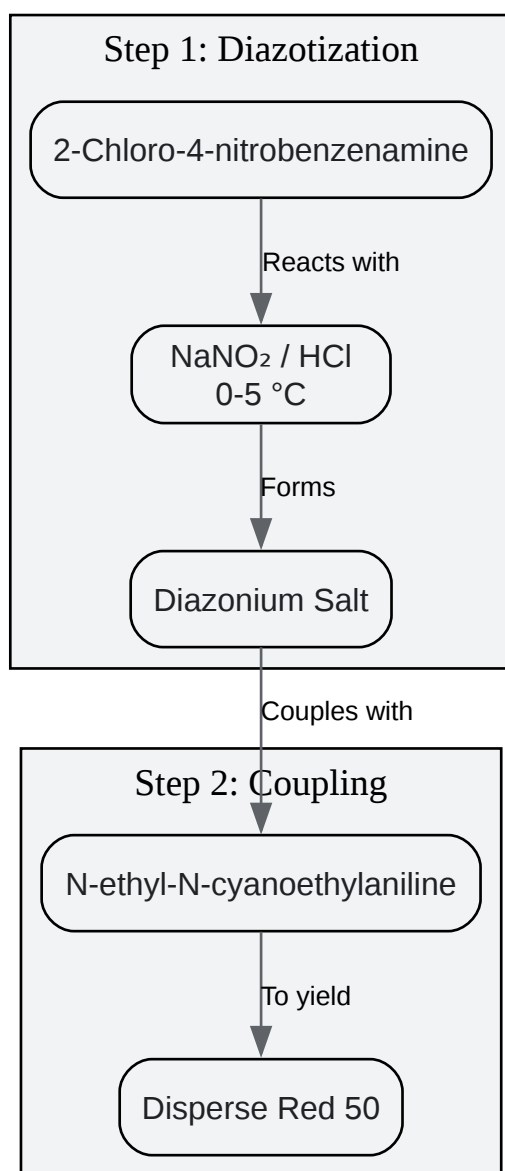 Step 1: Diazotization
2-Chloro-4-nitrobenzenamine
Reacts with
NaNO₂ / HCl
0-5 °C
Forms
Diazonium Salt
Couples with
Step 2: Coupling
N-ethyl-N-cyanoethylaniline
To yield
Disperse Red 50